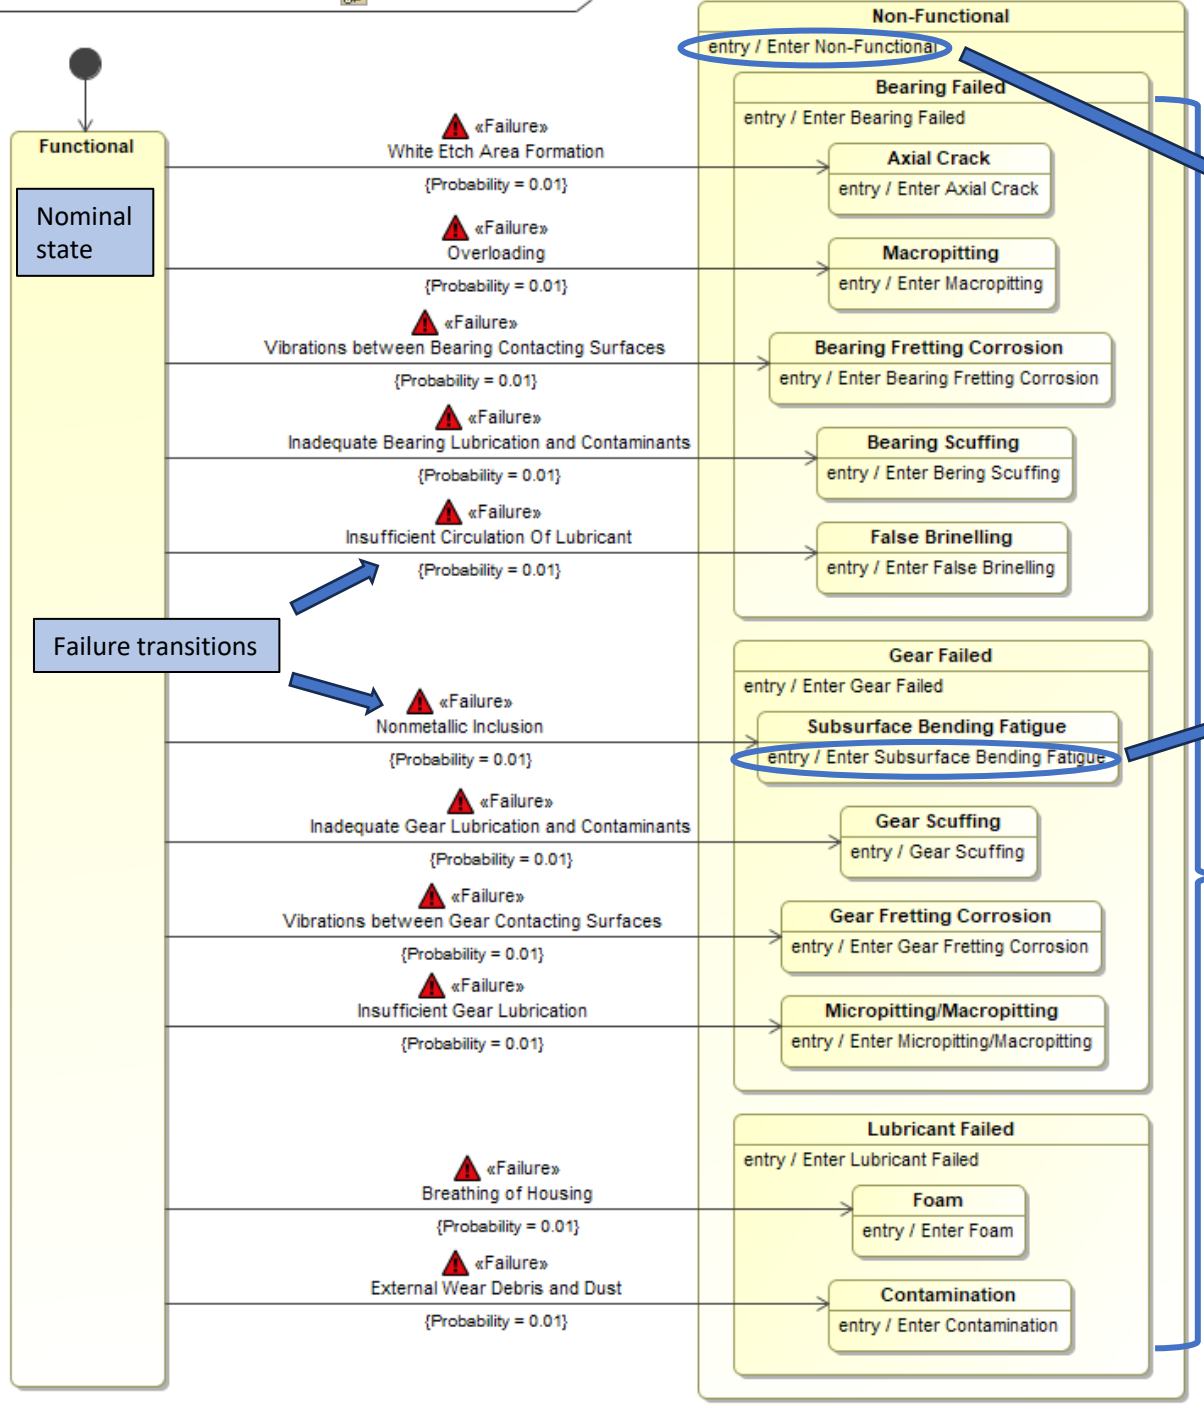 Non-Functional
entry / Enter Non-Functional
Bearing Failed
entry / Enter Bearing Failed
Functional
Nominal
state
«Failure»
White Etch Area Formation
{Probability = 0.01}
Axial Crack
entry / Enter Axial Crack
«Failure»
Overloading
{Probability = 0.01}
Macropitting
entry / Enter Macropitting
«Failure»
Vibrations between Bearing Contacting Surfaces
{Probability = 0.01}
Bearing Fretting Corrosion
entry / Enter Bearing Fretting Corrosion
«Failure»
Inadequate Bearing Lubrication and Contaminants
{Probability = 0.01}
Bearing Scuffing
entry / Enter Bering Scuffing
«Failure»
Insufficient Circulation Of Lubricant
{Probability = 0.01}
False Brinelling
entry / Enter False Brinelling
Failure transitions
Gear Failed
entry / Enter Gear Failed
«Failure»
Nonmetallic Inclusion
{Probability = 0.01}
Subsurface Bending Fatigue
entry / Enter Subsurface Bending Fatigue
«Failure»
Inadequate Gear Lubrication and Contaminants
{Probability = 0.01}
Gear Scuffing
entry / Gear Scuffing
«Failure»
Vibrations between Gear Contacting Surfaces
{Probability = 0.01}
Gear Fretting Corrosion
entry / Enter Gear Fretting Corrosion
«Failure»
Insufficient Gear Lubrication
{Probability = 0.01}
Micropitting/Macropitting
entry / Enter Micropitting/Macropitting
Lubricant Failed
entry / Enter Lubricant Failed
«Failure»
Breathing of Housing
{Probability = 0.01}
Foam
entry / Enter Foam
«Failure»
External Wear Debris and Dust
{Probability = 0.01}
Contamination
entry / Enter Contamination